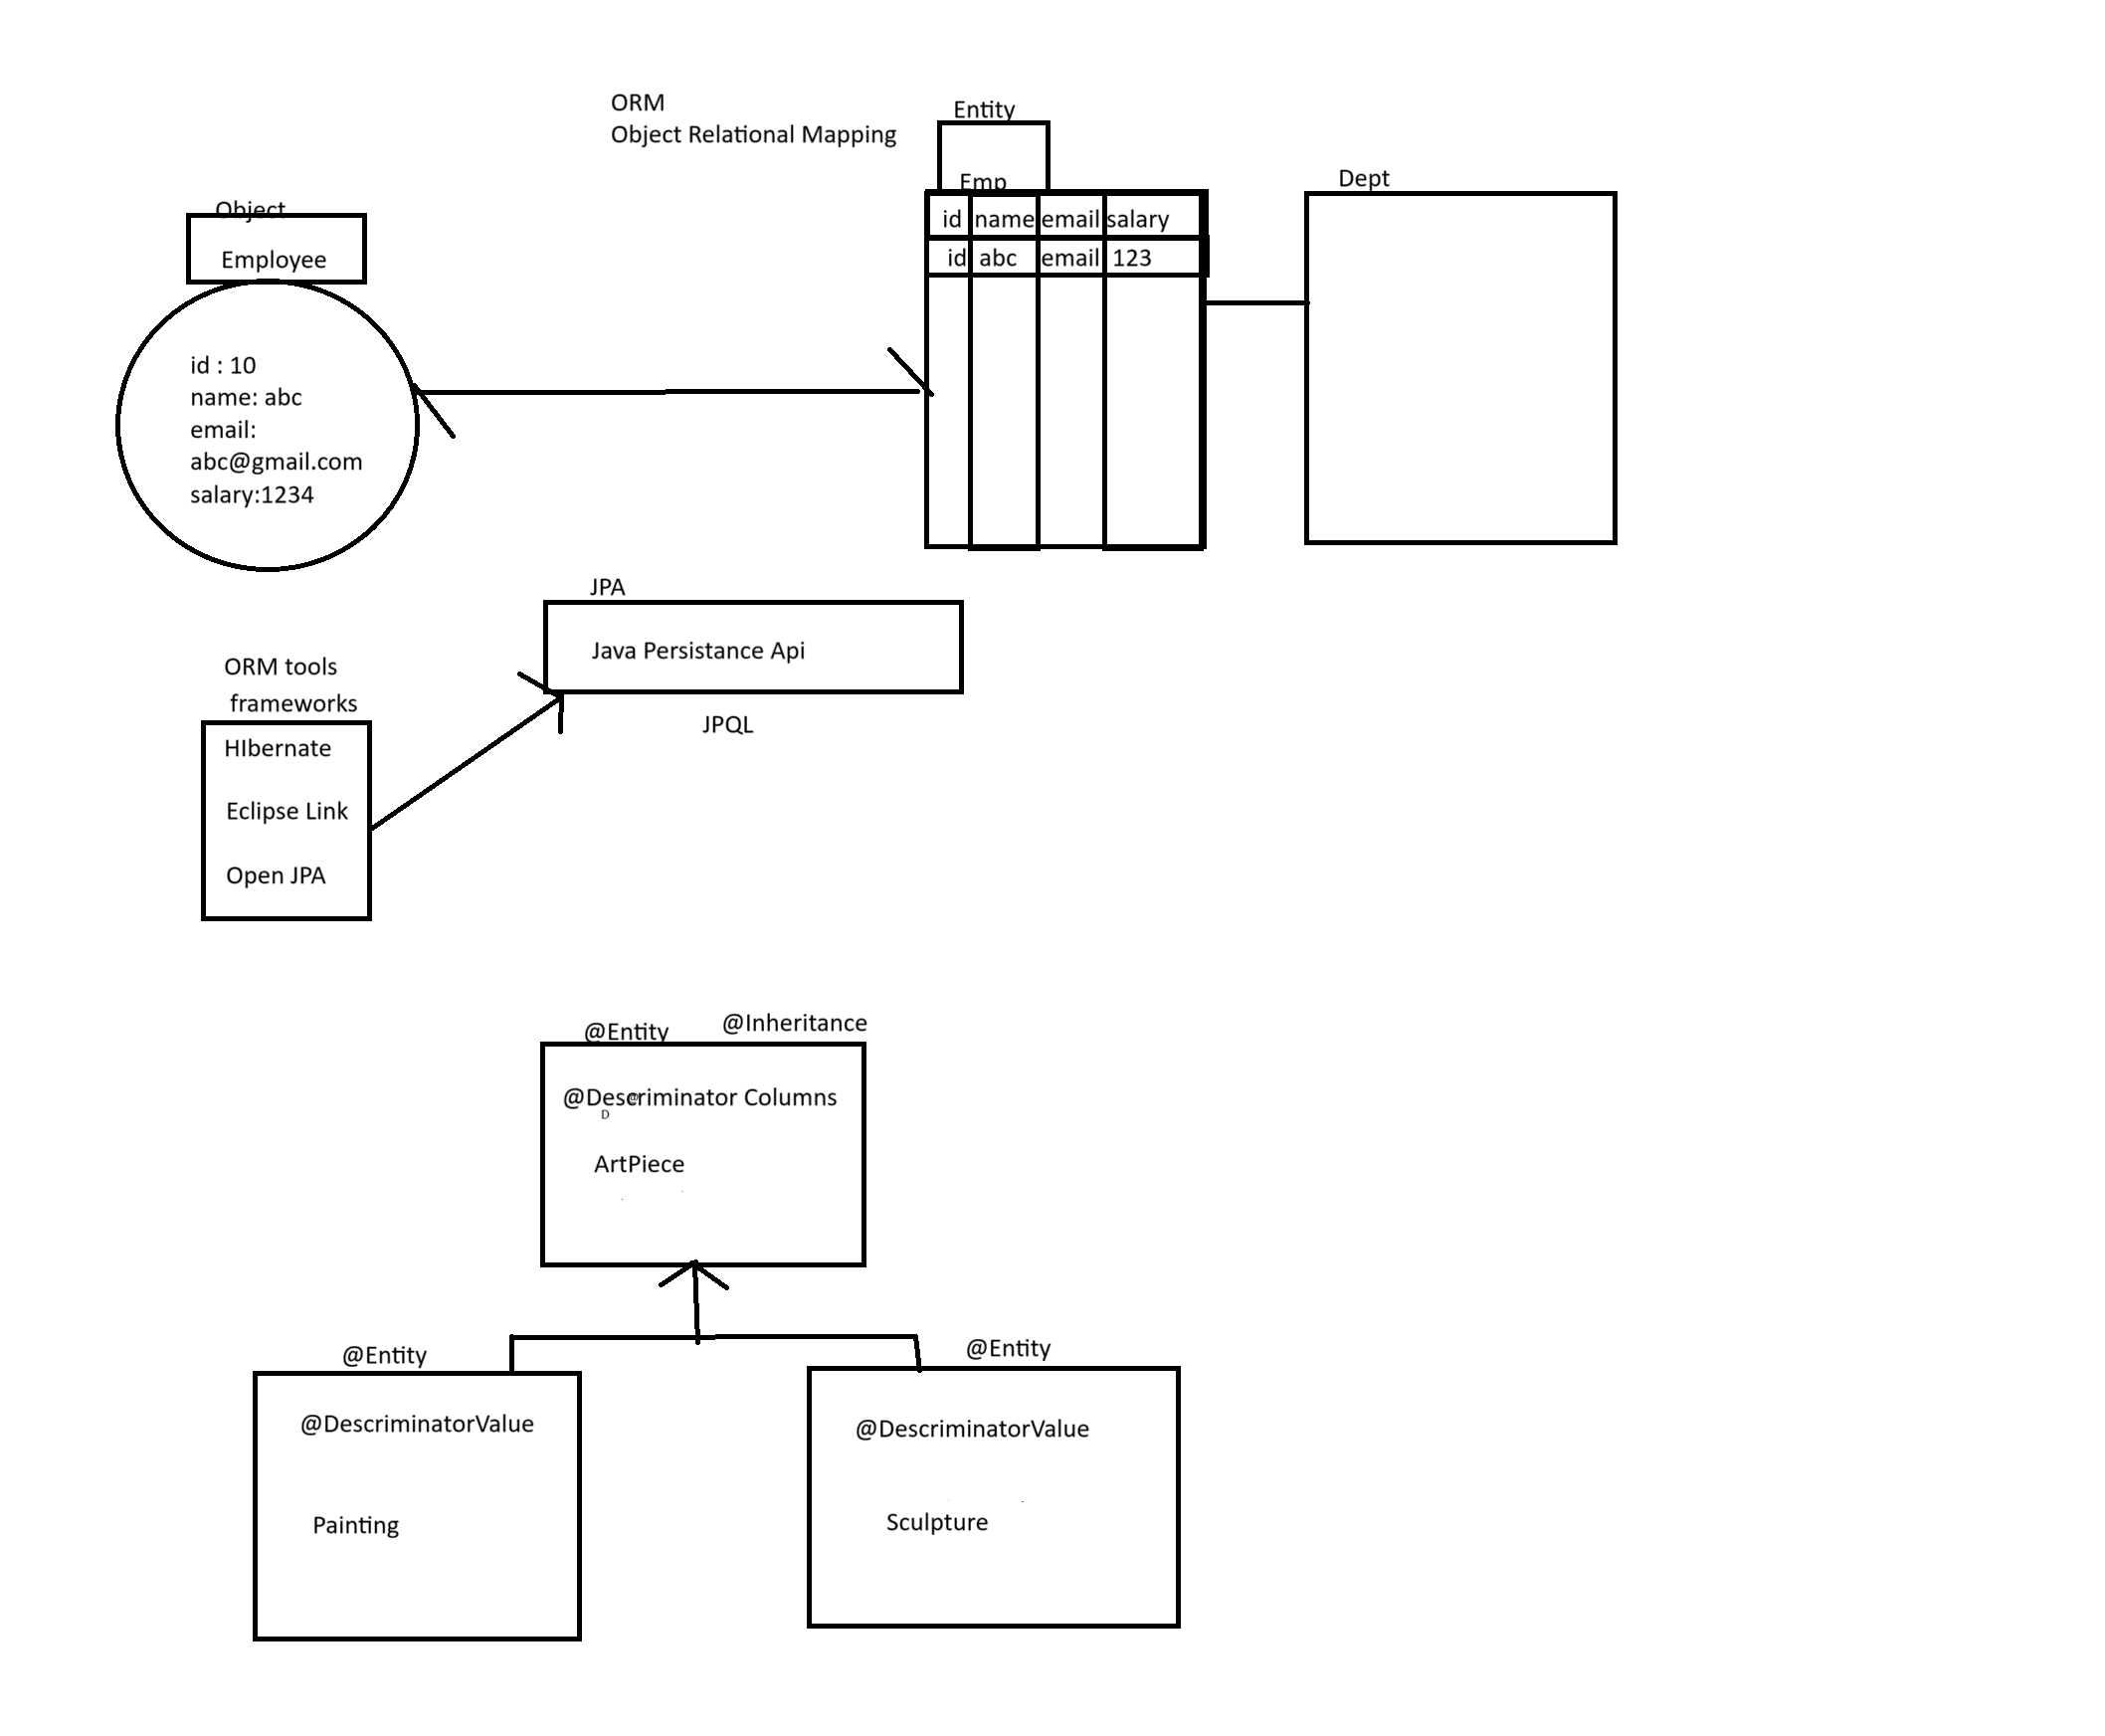 ORM
Object Relational Mapping
Entity
Emp
Dept
Object
Employee
id name email salary
id abc email 123
id : 10
name: abc
email:
abc@gmail.com
salary:1234
JPA
Java Persistance Api
JPQL
ORM tools
frameworks
HIbernate
Eclipse Link
Open JPA
@Entity @Inheritance
@Descriminator Columns
@
D
ArtPiece
@Entity
@DescriminatorValue
Painting
@Entity
@DescriminatorValue
Sculpture